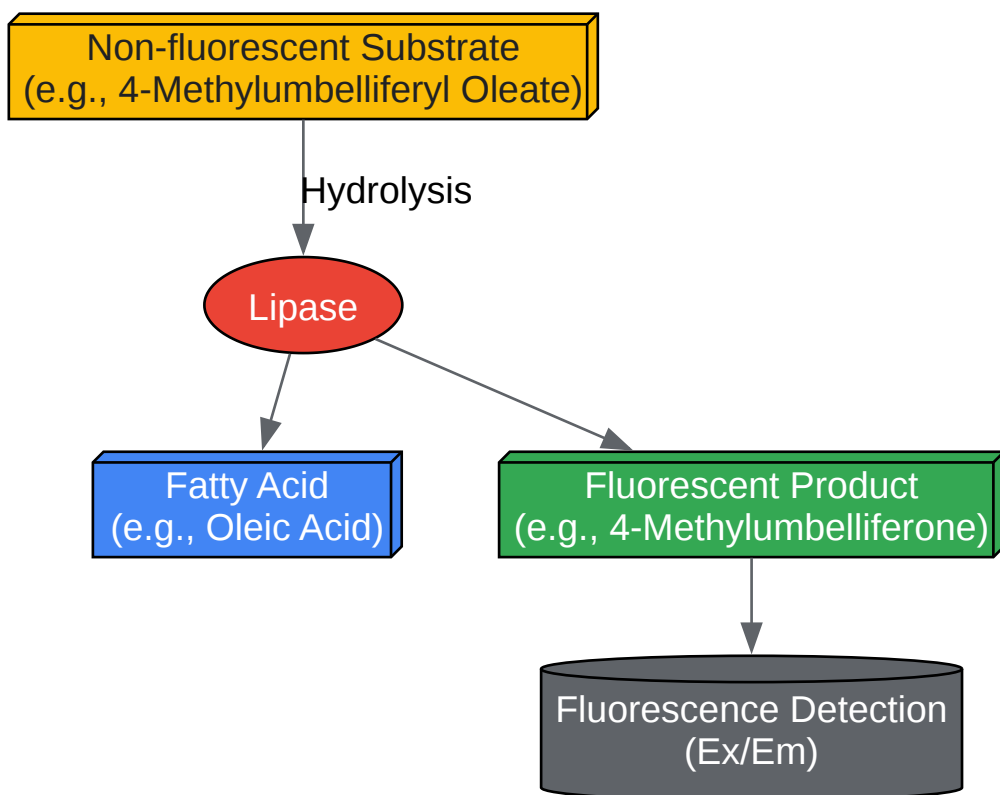 Non-fluorescent Substrate
(e.g., 4-Methylumbelliferyl Oleate)
Hydrolysis
Lipase
Fatty Acid
(e.g., Oleic Acid)
Fluorescent Product
(e.g., 4-Methylumbelliferone)
Fluorescence Detection
(Ex/Em)